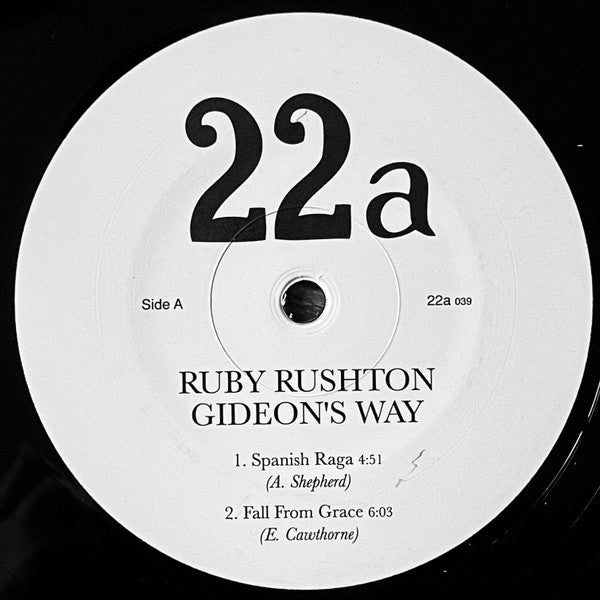 22a
Side A
22a 039
RUBY RUSHTON
GIDEON'S WAY
1. Spanish Raga 4:51
(A. Shepherd)
2. Fall From Grace 6:03
(E. Cawthorne)